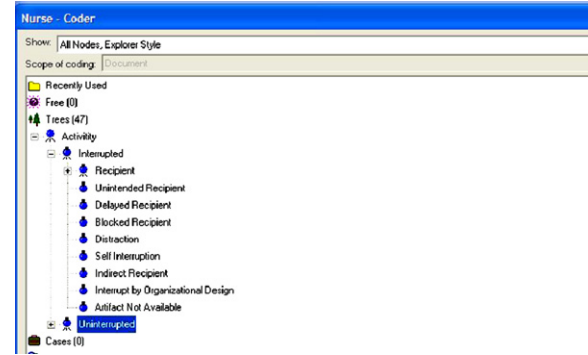 Nurse - Coder
Show: All Nodes, Explorer Style
Scope of coding: Document
Recently Used
Free (0)
Trees (47)
Activitity
Interrupted
Recipient
Unintended Recipient
Delayed Recipient
Blocked Recipient
Distraction
Self Interruption
Indirect Recipient
Interrupt by Organizational Design
Artifact Not Available
Uninterrupted
Cases (0)